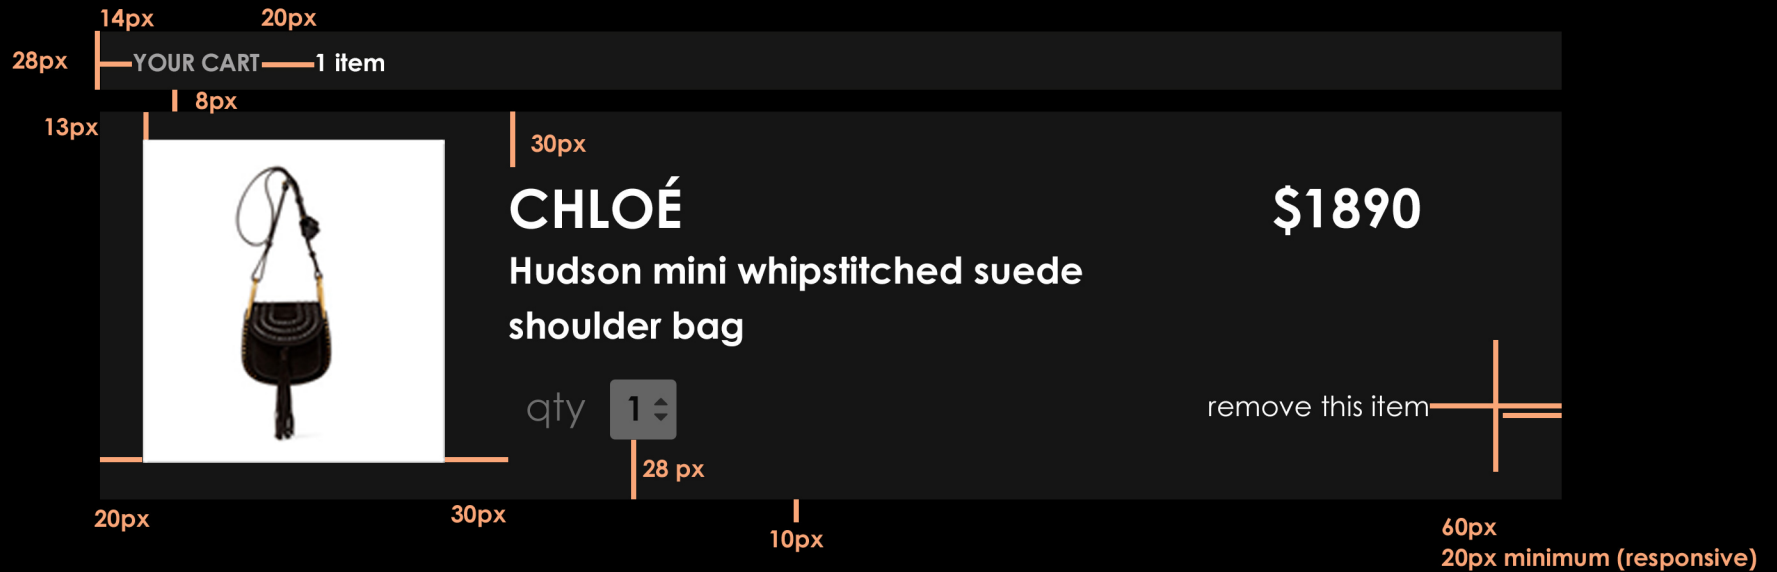 14px 20px
28px YOUR CART 1 item
8px
13px
30px
CHLOÉ $1890
Hudson mini whipstitched suede
shoulder bag
qty 1 remove this item
28 px
20px 30px
10px
60px
20px minimum (responsive)